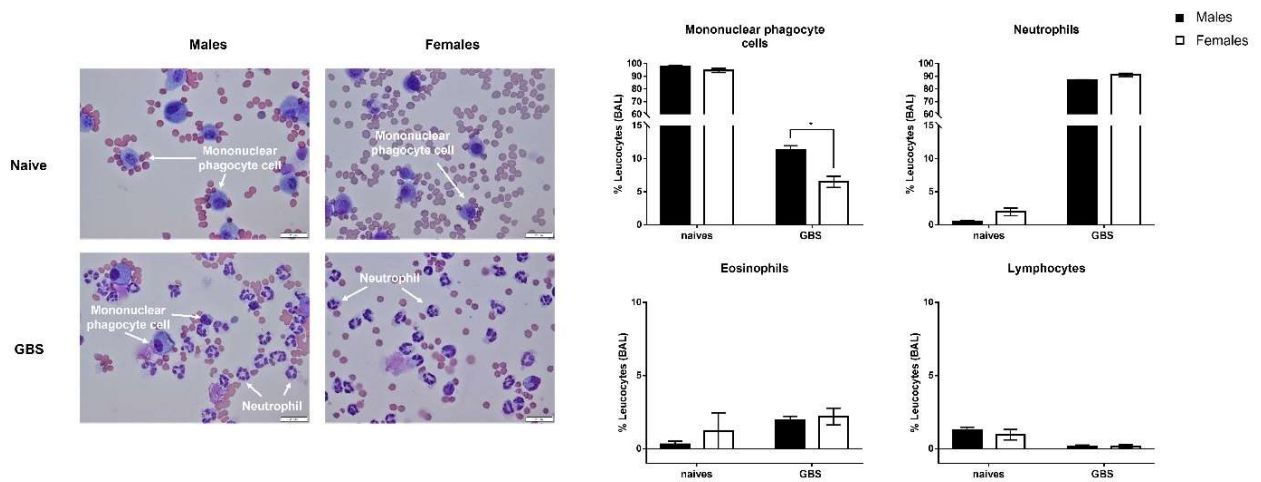 Males
Females
Naive
Mononuclear
phagocyte cell
Mononuclear
phagocyte cell
GBS
Mononuclear
phagocyte cell
Neutrophil
Neutrophil
Males
Females
Mononuclear phagocyte
cells
% Leucocytes (BAL)
100
90
80
70
60
15
10
5
0
*
naives
GBS
Neutrophils
% Leucocytes (BAL)
100
90
80
70
60
15
10
5
0
naives
GBS
Eosinophils
% Leucocytes (BAL)
10
5
0
naives
GBS
Lymphocytes
% Leucocytes (BAL)
10
5
0
naives
GBS